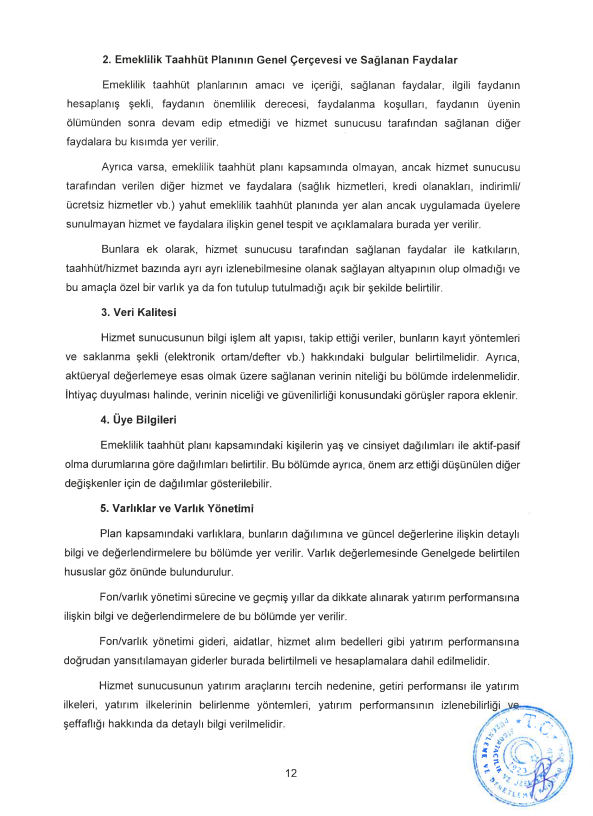 2. Emeklilik Taahhüt Planının Genel Çerçevesi ve Sağlanan Faydalar
Emeklilik taahhüt planlarının amacı ve içeriği, sağlanan faydalar, ilgili faydanın
hesaplanış şekli, faydanın önemlilik derecesi, faydalanma koşulları, faydanın üyenin
ölümünden sonra devam edip etmediği ve hizmet sunucusu tarafından sağlanan diğer
faydalara bu kısımda yer verilir.
Ayrıca varsa, emeklilik taahhüt planı kapsamında olmayan, ancak hizmet sunucusu
tarafından verilen diğer hizmet ve faydalara (sağlık hizmetleri, kredi olanakları, indirimli/
ücretsiz hizmetler vb.) yahut emeklilik taahhüt planında yer alan ancak uygulamada üyelere
sunulmayan hizmet ve faydalara ilişkin genel tespit ve açıklamalara burada yer verilir.
Bunlara ek olarak, hizmet sunucusu tarafından sağlanan faydalar ile katkıların,
taahhüt/hizmet bazında ayrı ayrı izlenebilmesine olanak sağlayan altyapının olup olmadığı ve
bu amaçla özel bir varlık ya da fon tutulup tutulmadığı açık bir şekilde belirtilir.
3. Veri Kalitesi
Hizmet sunucusunun bilgi işlem alt yapısı, takip ettiği veriler, bunların kayıt yöntemleri
ve saklanma şekli (elektronik ortam/defter vb.) hakkındaki bulgular belirtilmelidir. Ayrıca,
aktüeryal değerlemeye esas olmak üzere sağlanan verinin niteliği bu bölümde irdelenmelidir.
İhtiyaç duyulması halinde, verinin niceliği ve güvenilirliği konusundaki görüşler rapora eklenir.
4. Üye Bilgileri
Emeklilik taahhüt planı kapsamındaki kişilerin yaş ve cinsiyet dağılımları ile aktif-pasif
olma durumlarına göre dağılımları belirtilir. Bu bölümde ayrıca, önem arz ettiği düşünülen diğer
değişkenler için de dağılımlar gösterilebilir.
5. Varlıklar ve Varlık Yönetimi
Plan kapsamındaki varlıklara, bunların dağılımına ve güncel değerlerine ilişkin detaylı
bilgi ve değerlendirmelere bu bölümde yer verilir. Varlık değerlemesinde Genelgede belirtilen
hususlar göz önünde bulundurulur.
Fon/varlık yönetimi sürecine ve geçmiş yıllar da dikkate alınarak yatırım performansına
ilişkin bilgi ve değerlendirmelere de bu bölümde yer verilir.
Fon/varlık yönetimi gideri, aidatlar, hizmet alım bedelleri gibi yatırım performansına
doğrudan yansıtılamayan giderler burada belirtilmeli ve hesaplamalara dahil edilmelidir.
Hizmet sunucusunun yatırım araçlarını tercih nedenine, getiri performansı ile yatırım
ilkeleri, yatırım ilkelerinin belirlenme yöntemleri, yatırım performansının izlenebilirliği ve
şeffaflığı hakkında da detaylı bilgi verilmelidir.
T.C.
12